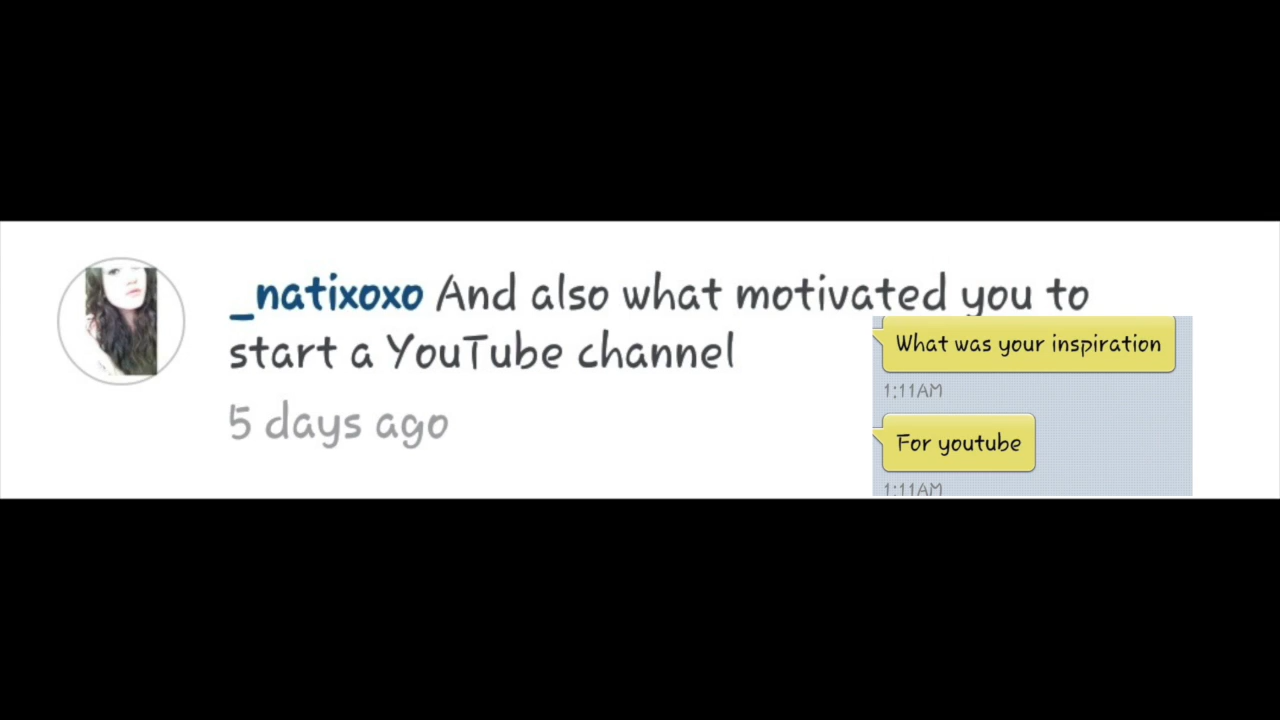 _natixoxo And also what motivated you to
start a YouTube channel
5 days ago
What was your inspiration
1:11AM
For youtube
1:11AM